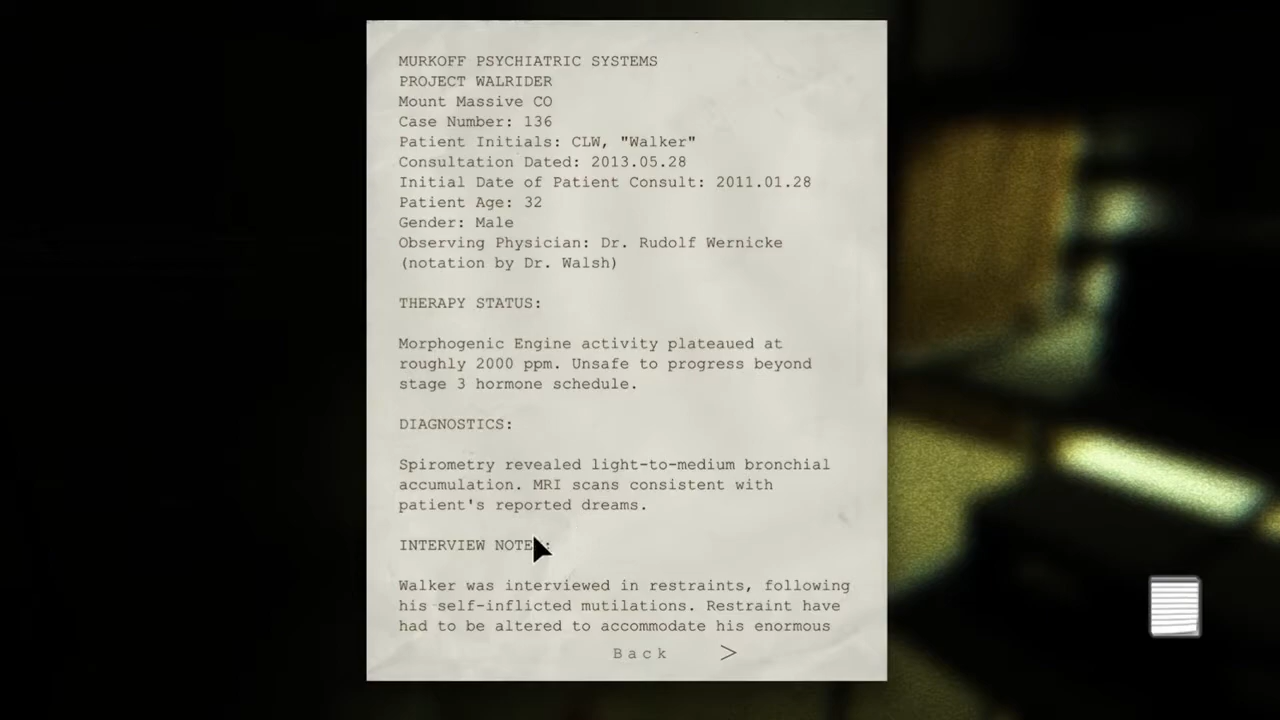 MURKOFF PSYCHIATRIC SYSTEMS
PROJECT WALRIDER
Mount Massive CO
Case Number: 136
Patient Initials: CLW, "Walker"
Consultation Dated: 2013.05.28
Initial Date of Patient Consult: 2011.01.28
Patient Age: 32
Gender: Male
Observing Physician: Dr. Rudolf Wernicke
(notation by Dr. Walsh)
THERAPY STATUS:
Morphogenic Engine activity plateaued at
roughly 2000 ppm. Unsafe to progress beyond
stage 3 hormone schedule.
DIAGNOSTICS:
Spirometry revealed light-to-medium bronchial
accumulation. MRI scans consistent with
patient's reported dreams.
INTERVIEW NOTES:
Walker was interviewed in restraints, following
his self-inflicted mutilations. Restraint have
had to be altered to accommodate his enormous
Back >